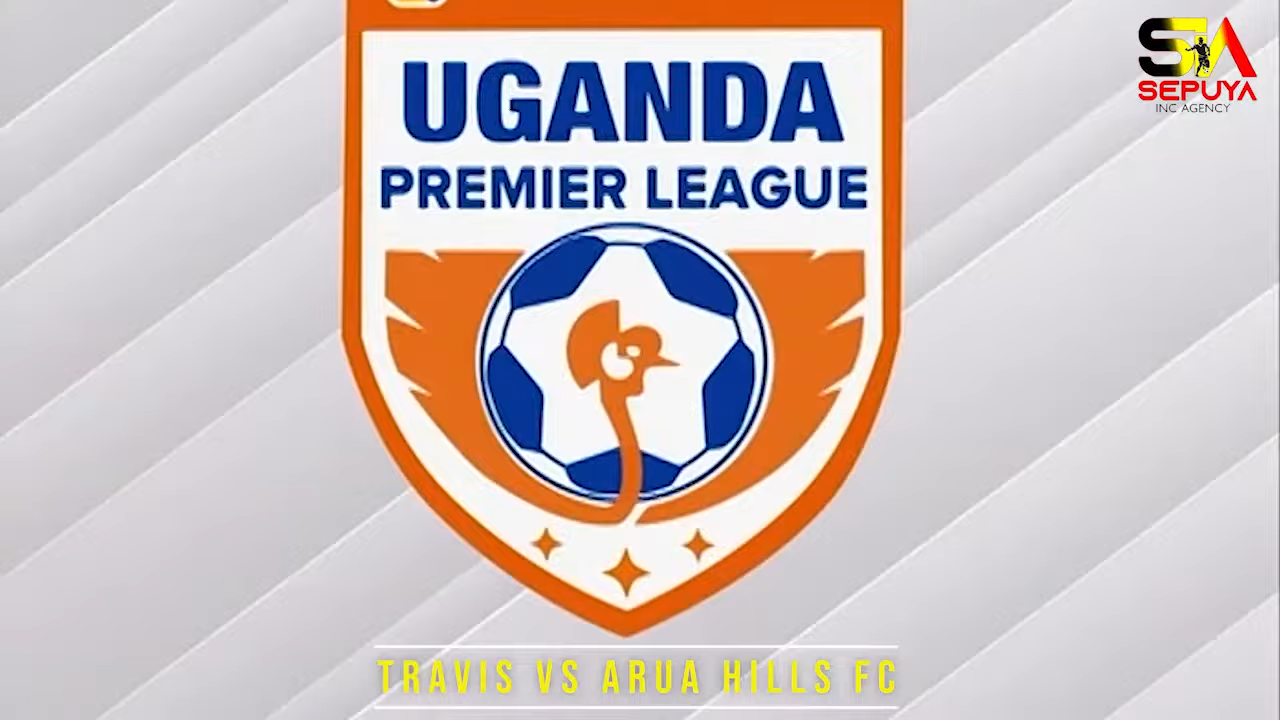 UGANDA
PREMIER LEAGUE
SEPUYA
INC AGENCY
TRAVIS VS ARUA HILLS FC